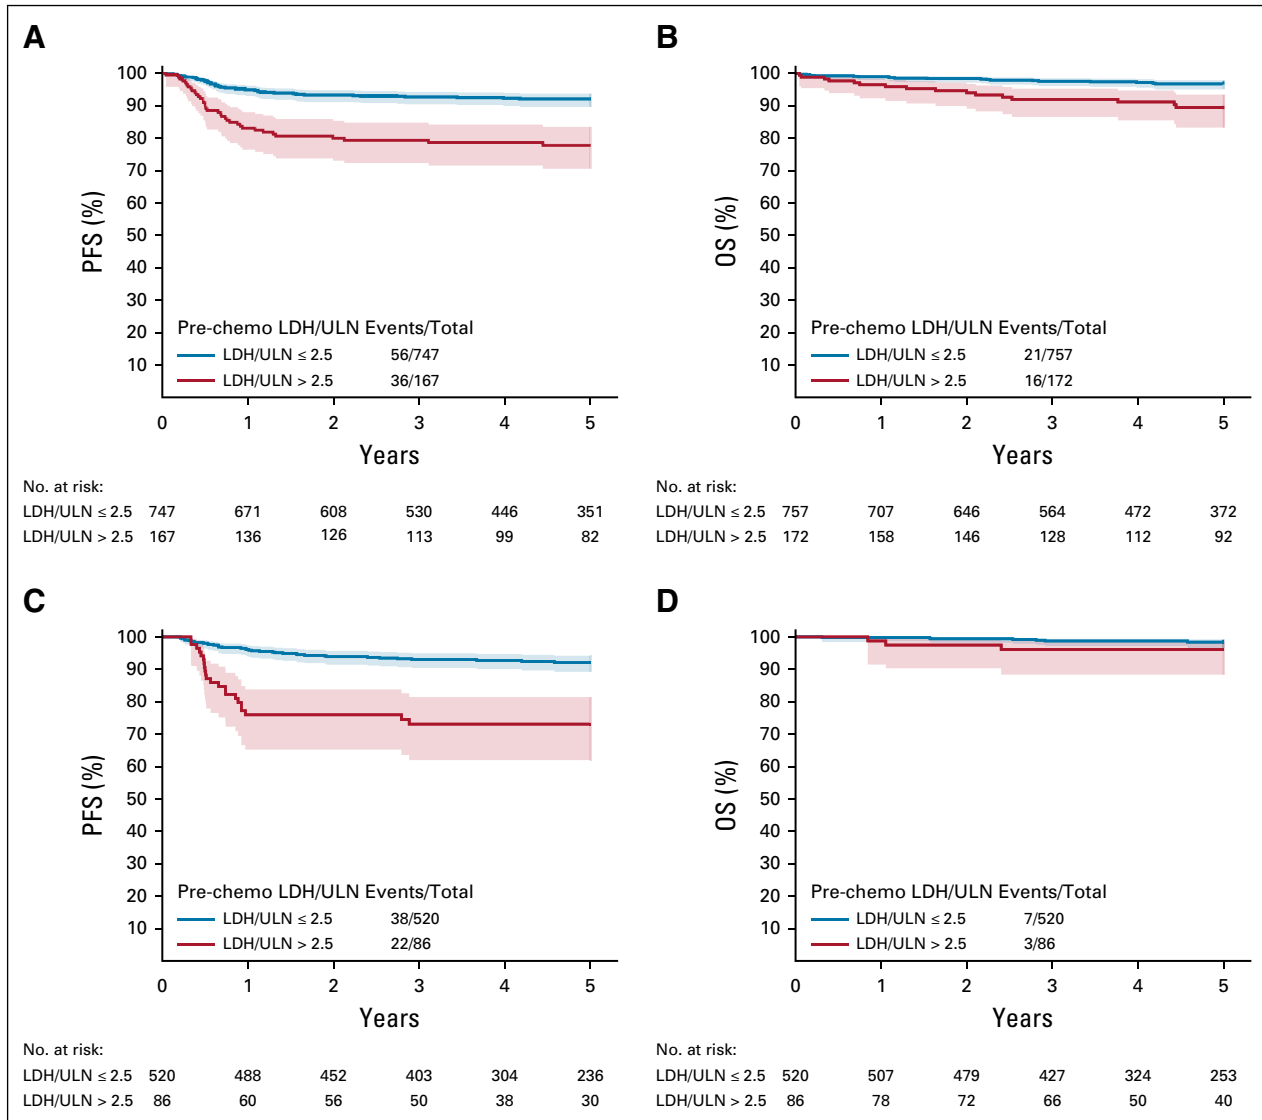 A
100
90
80
70
60
50
40
30
20
10
PFS (%)
Pre-chemo LDH/ULN Events/Total
LDH/ULN ≤ 2.5 56/747
LDH/ULN > 2.5 36/167
0 1 2 3 4 5
Years
No. at risk:
LDH/ULN ≤ 2.5 747 671 608 530 446 351
LDH/ULN > 2.5 167 136 126 113 99 82
B
100
90
80
70
60
50
40
30
20
10
OS (%)
Pre-chemo LDH/ULN Events/Total
LDH/ULN ≤ 2.5 21/757
LDH/ULN > 2.5 16/172
0 1 2 3 4 5
Years
No. at risk:
LDH/ULN ≤ 2.5 757 707 646 564 472 372
LDH/ULN > 2.5 172 158 146 128 112 92
C
100
90
80
70
60
50
40
30
20
10
PFS (%)
Pre-chemo LDH/ULN Events/Total
LDH/ULN ≤ 2.5 38/520
LDH/ULN > 2.5 22/86
0 1 2 3 4 5
Years
No. at risk:
LDH/ULN ≤ 2.5 520 488 452 403 304 236
LDH/ULN > 2.5 86 60 56 50 38 30
D
100
90
80
70
60
50
40
30
20
10
OS (%)
Pre-chemo LDH/ULN Events/Total
LDH/ULN ≤ 2.5 7/520
LDH/ULN > 2.5 3/86
0 1 2 3 4 5
Years
No. at risk:
LDH/ULN ≤ 2.5 520 507 479 427 324 253
LDH/ULN > 2.5 86 78 72 66 50 40